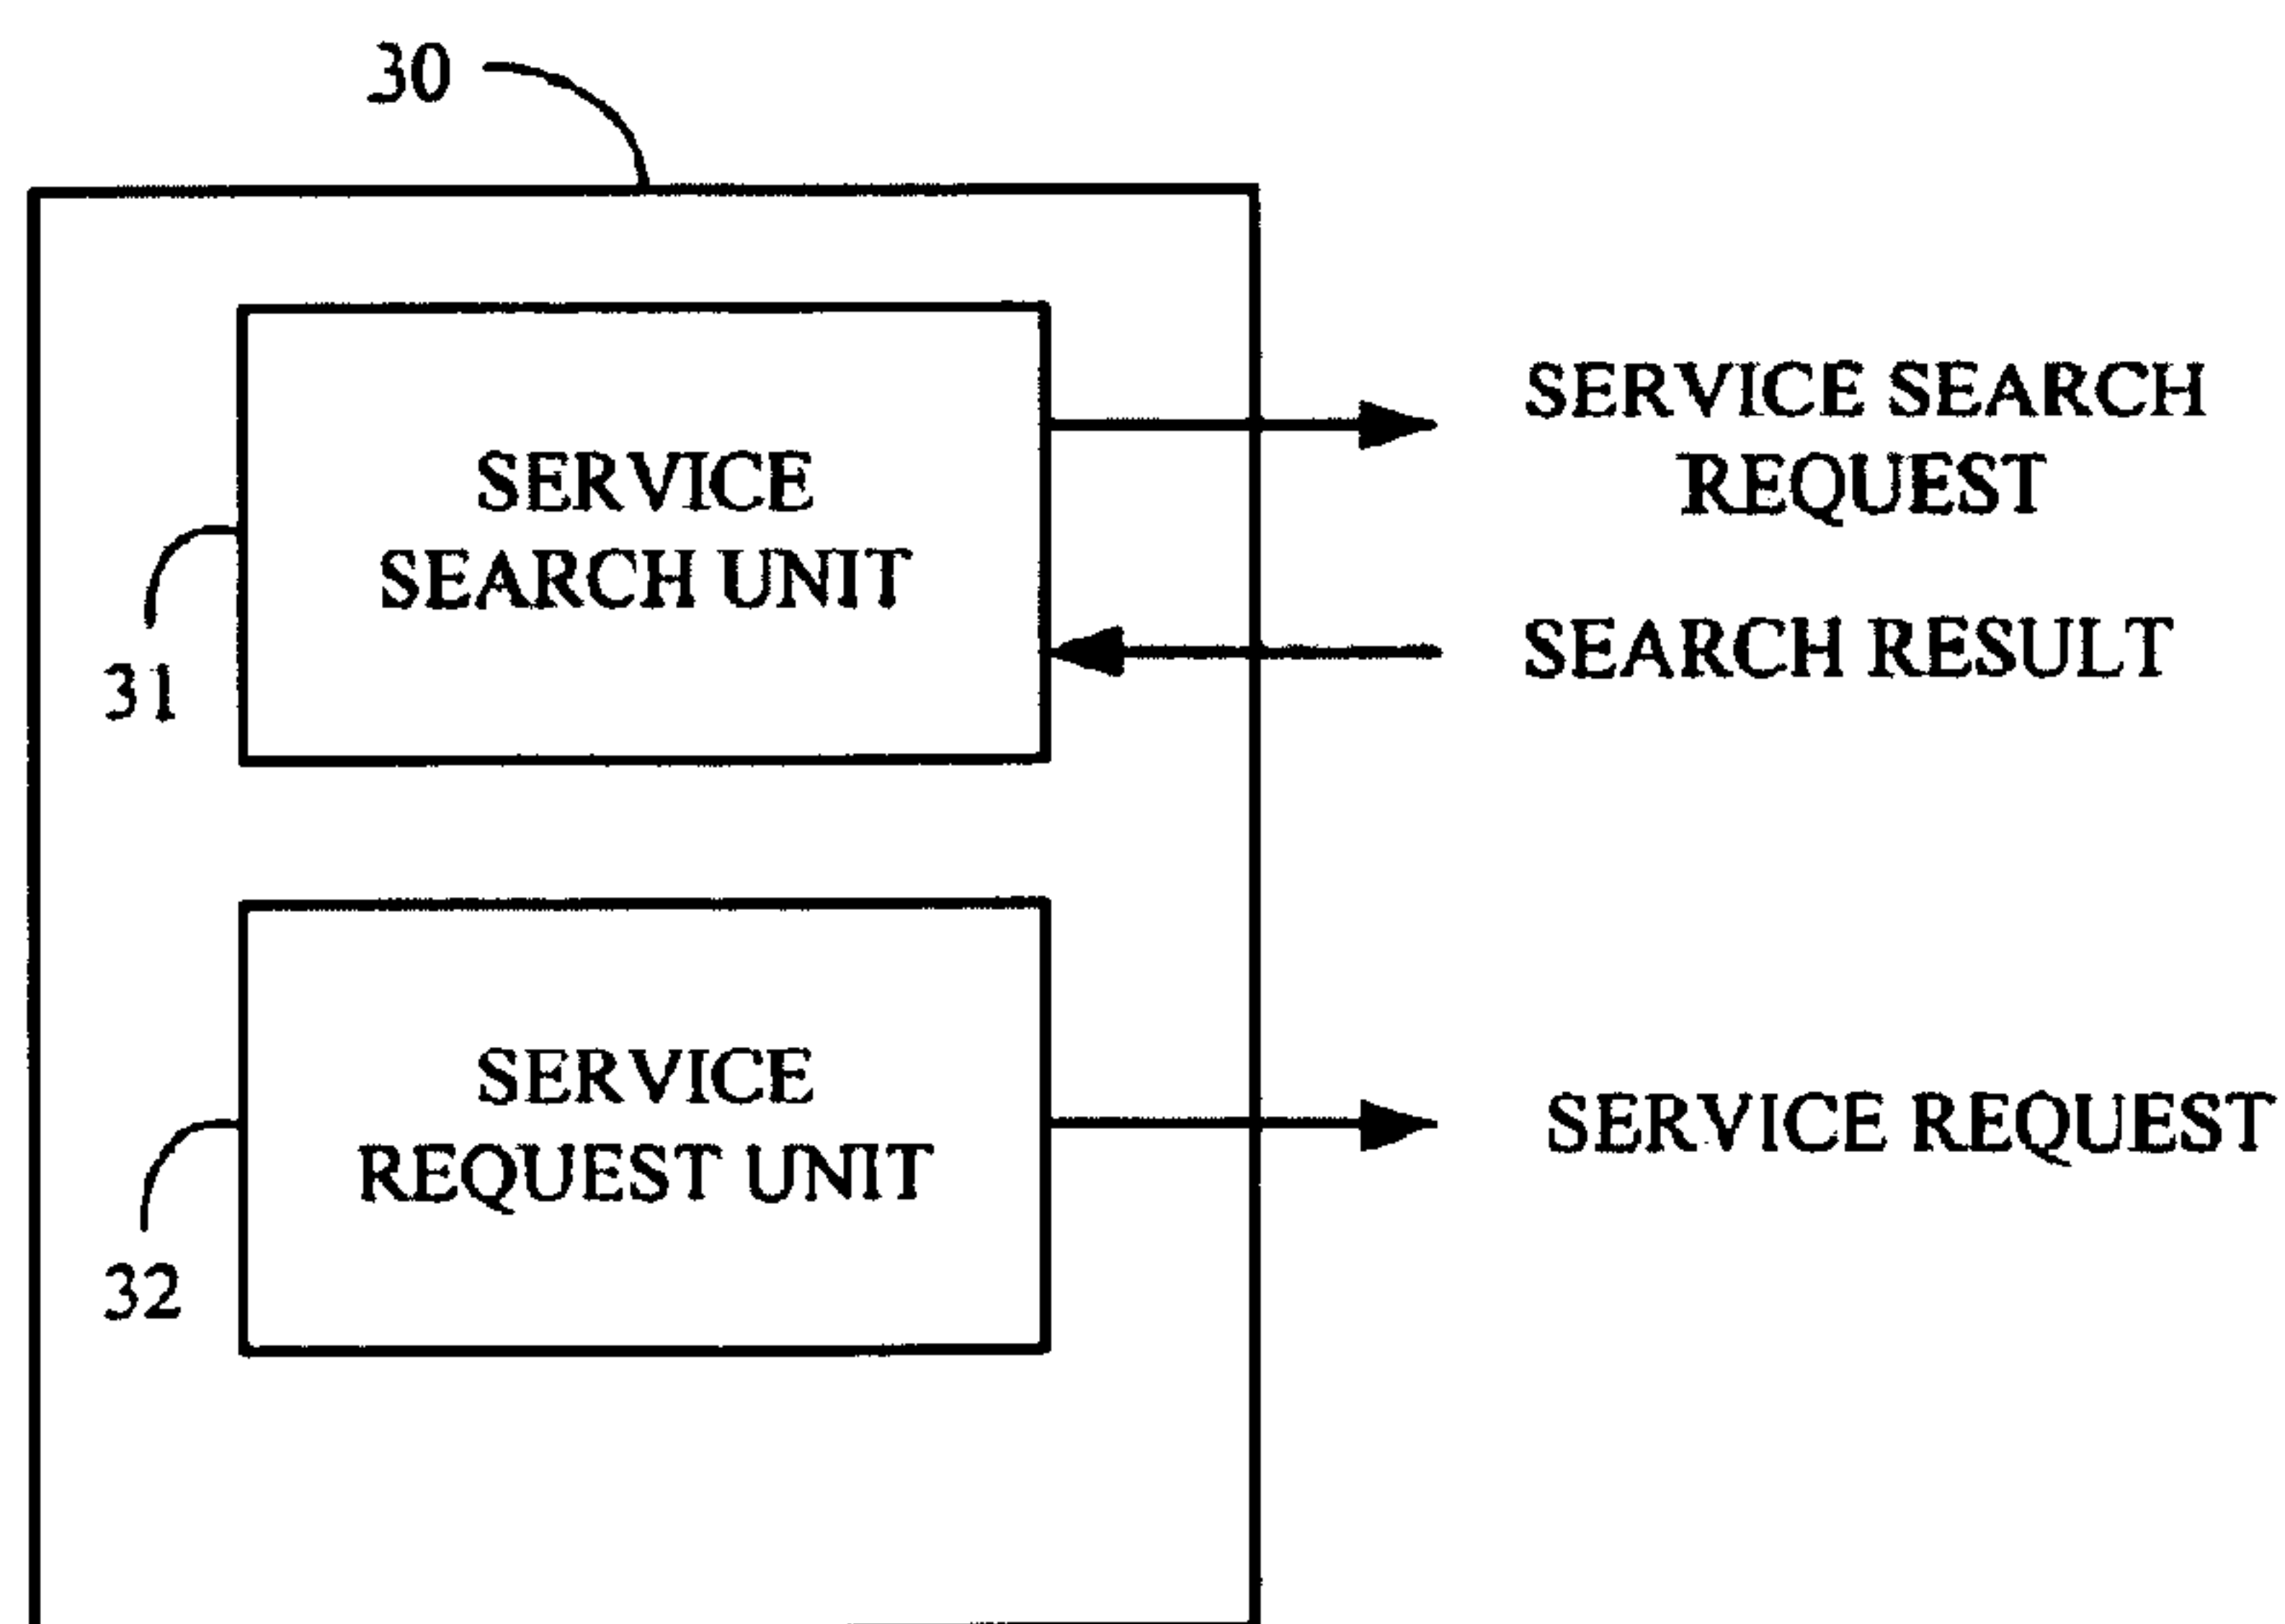 30
SERVICE
SEARCH UNIT
31
SERVICE SEARCH
REQUEST
SEARCH RESULT
SERVICE
REQUEST UNIT
32
SERVICE REQUEST